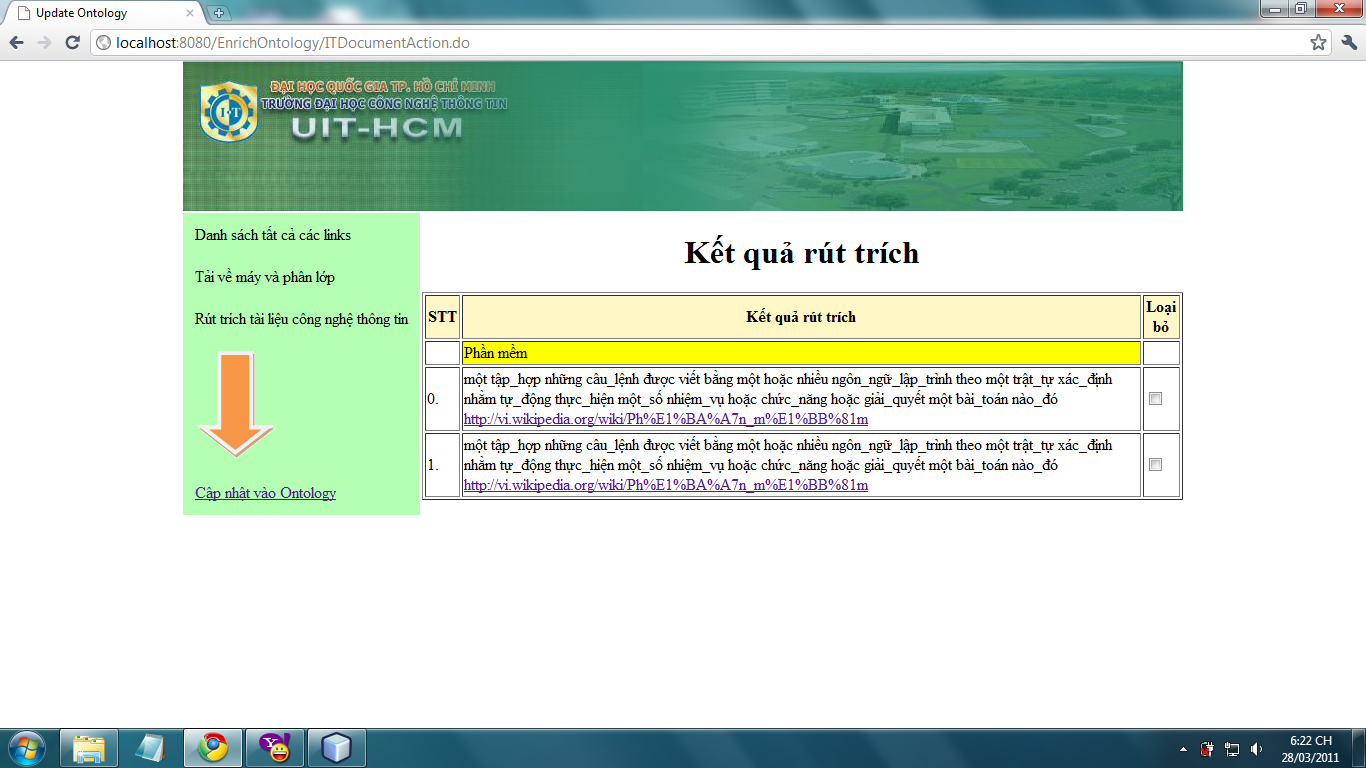 Update Ontology
localhost:8080/EnrichOntology/ITDocumentAction.do
ĐẠI HỌC QUỐC GIA TP. HỒ CHÍ MINH
TRƯỜNG ĐẠI HỌC CÔNG NGHỆ THÔNG TIN
UIT-HCM
Danh sách tất cả các links
Tải về máy và phân lớp
Rút trích tài liệu công nghệ thông tin
Cập nhật vào Ontology
Kết quả rút trích
STT
Kết quả rút trích
Loại
bỏ
Phần mềm
0.
một tập_hợp những câu_lệnh được viết bằng một hoặc nhiều ngôn_ngữ_lập_trình theo một trật_tự xác_định
nhằm tự_động thực_hiện một_số nhiệm_vụ hoặc chức_năng hoặc giải_quyết một bài_toán nào_đó
http://vi.wikipedia.org/wiki/Ph%E1%BA%A7n_m%E1%BB%81m
1.
một tập_hợp những câu_lệnh được viết bằng một hoặc nhiều ngôn_ngữ_lập_trình theo một trật_tự xác_định
nhằm tự_động thực_hiện một_số nhiệm_vụ hoặc chức_năng hoặc giải_quyết một bài_toán nào_đó
http://vi.wikipedia.org/wiki/Ph%E1%BA%A7n_m%E1%BB%81m
6:22 CH
28/03/2011